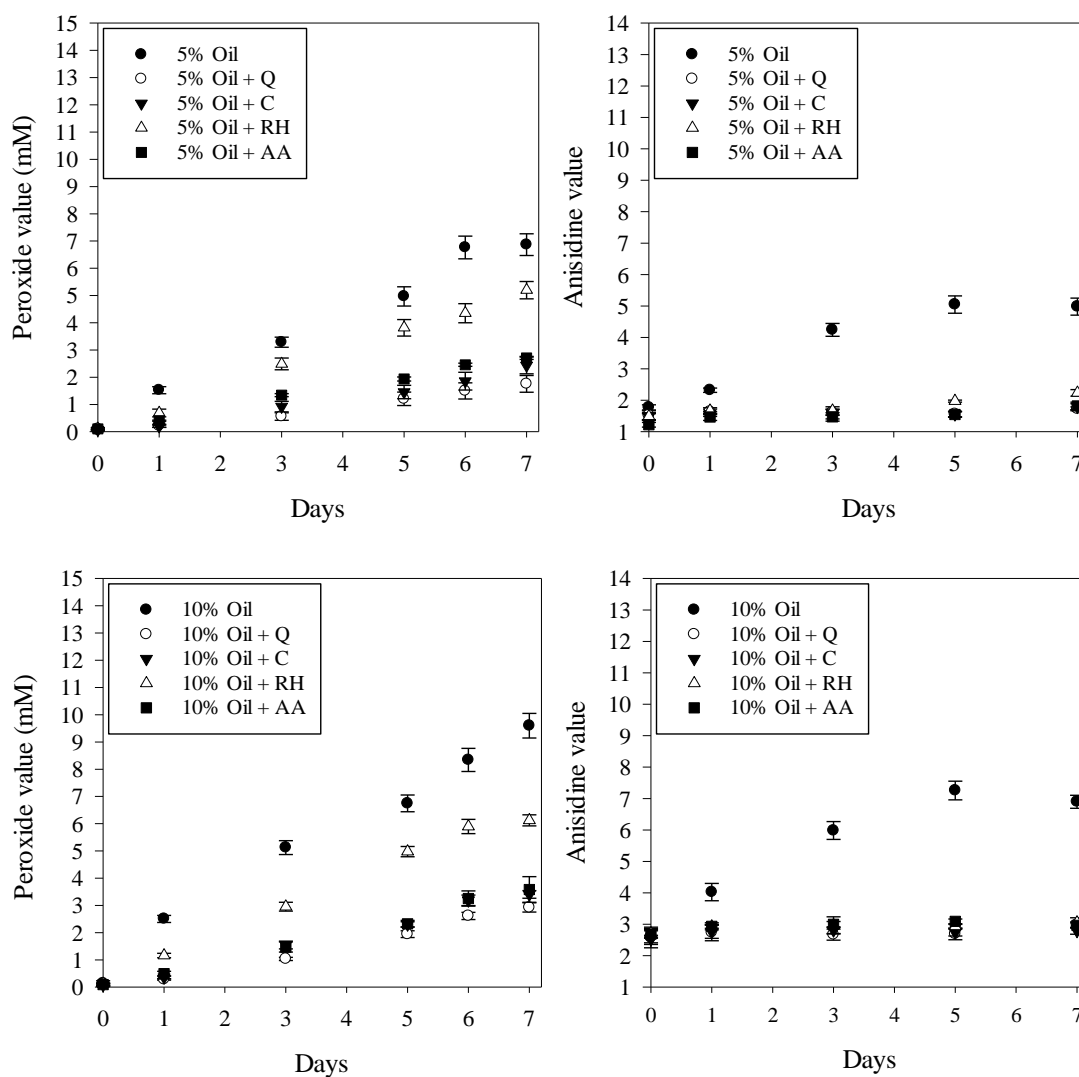 15
14
13
12
11
10
9
8
7
6
5
4
3
2
1
0
Peroxide value (mM)
5% Oil
5% Oil + Q
5% Oil + C
5% Oil + RH
5% Oil + AA
0 1 2 3 4 5 6 7
Days
14
13
12
11
10
9
8
7
6
5
4
3
2
1
Anisidine value
5% Oil
5% Oil + Q
5% Oil + C
5% Oil + RH
5% Oil + AA
0 1 2 3 4 5 6 7
Days
15
14
13
12
11
10
9
8
7
6
5
4
3
2
1
0
Peroxide value (mM)
10% Oil
10% Oil + Q
10% Oil + C
10% Oil + RH
10% Oil + AA
0 1 2 3 4 5 6 7
Days
14
13
12
11
10
9
8
7
6
5
4
3
2
1
Anisidine value
10% Oil
10% Oil + Q
10% Oil + C
10% Oil + RH
10% Oil + AA
0 1 2 3 4 5 6 7
Days